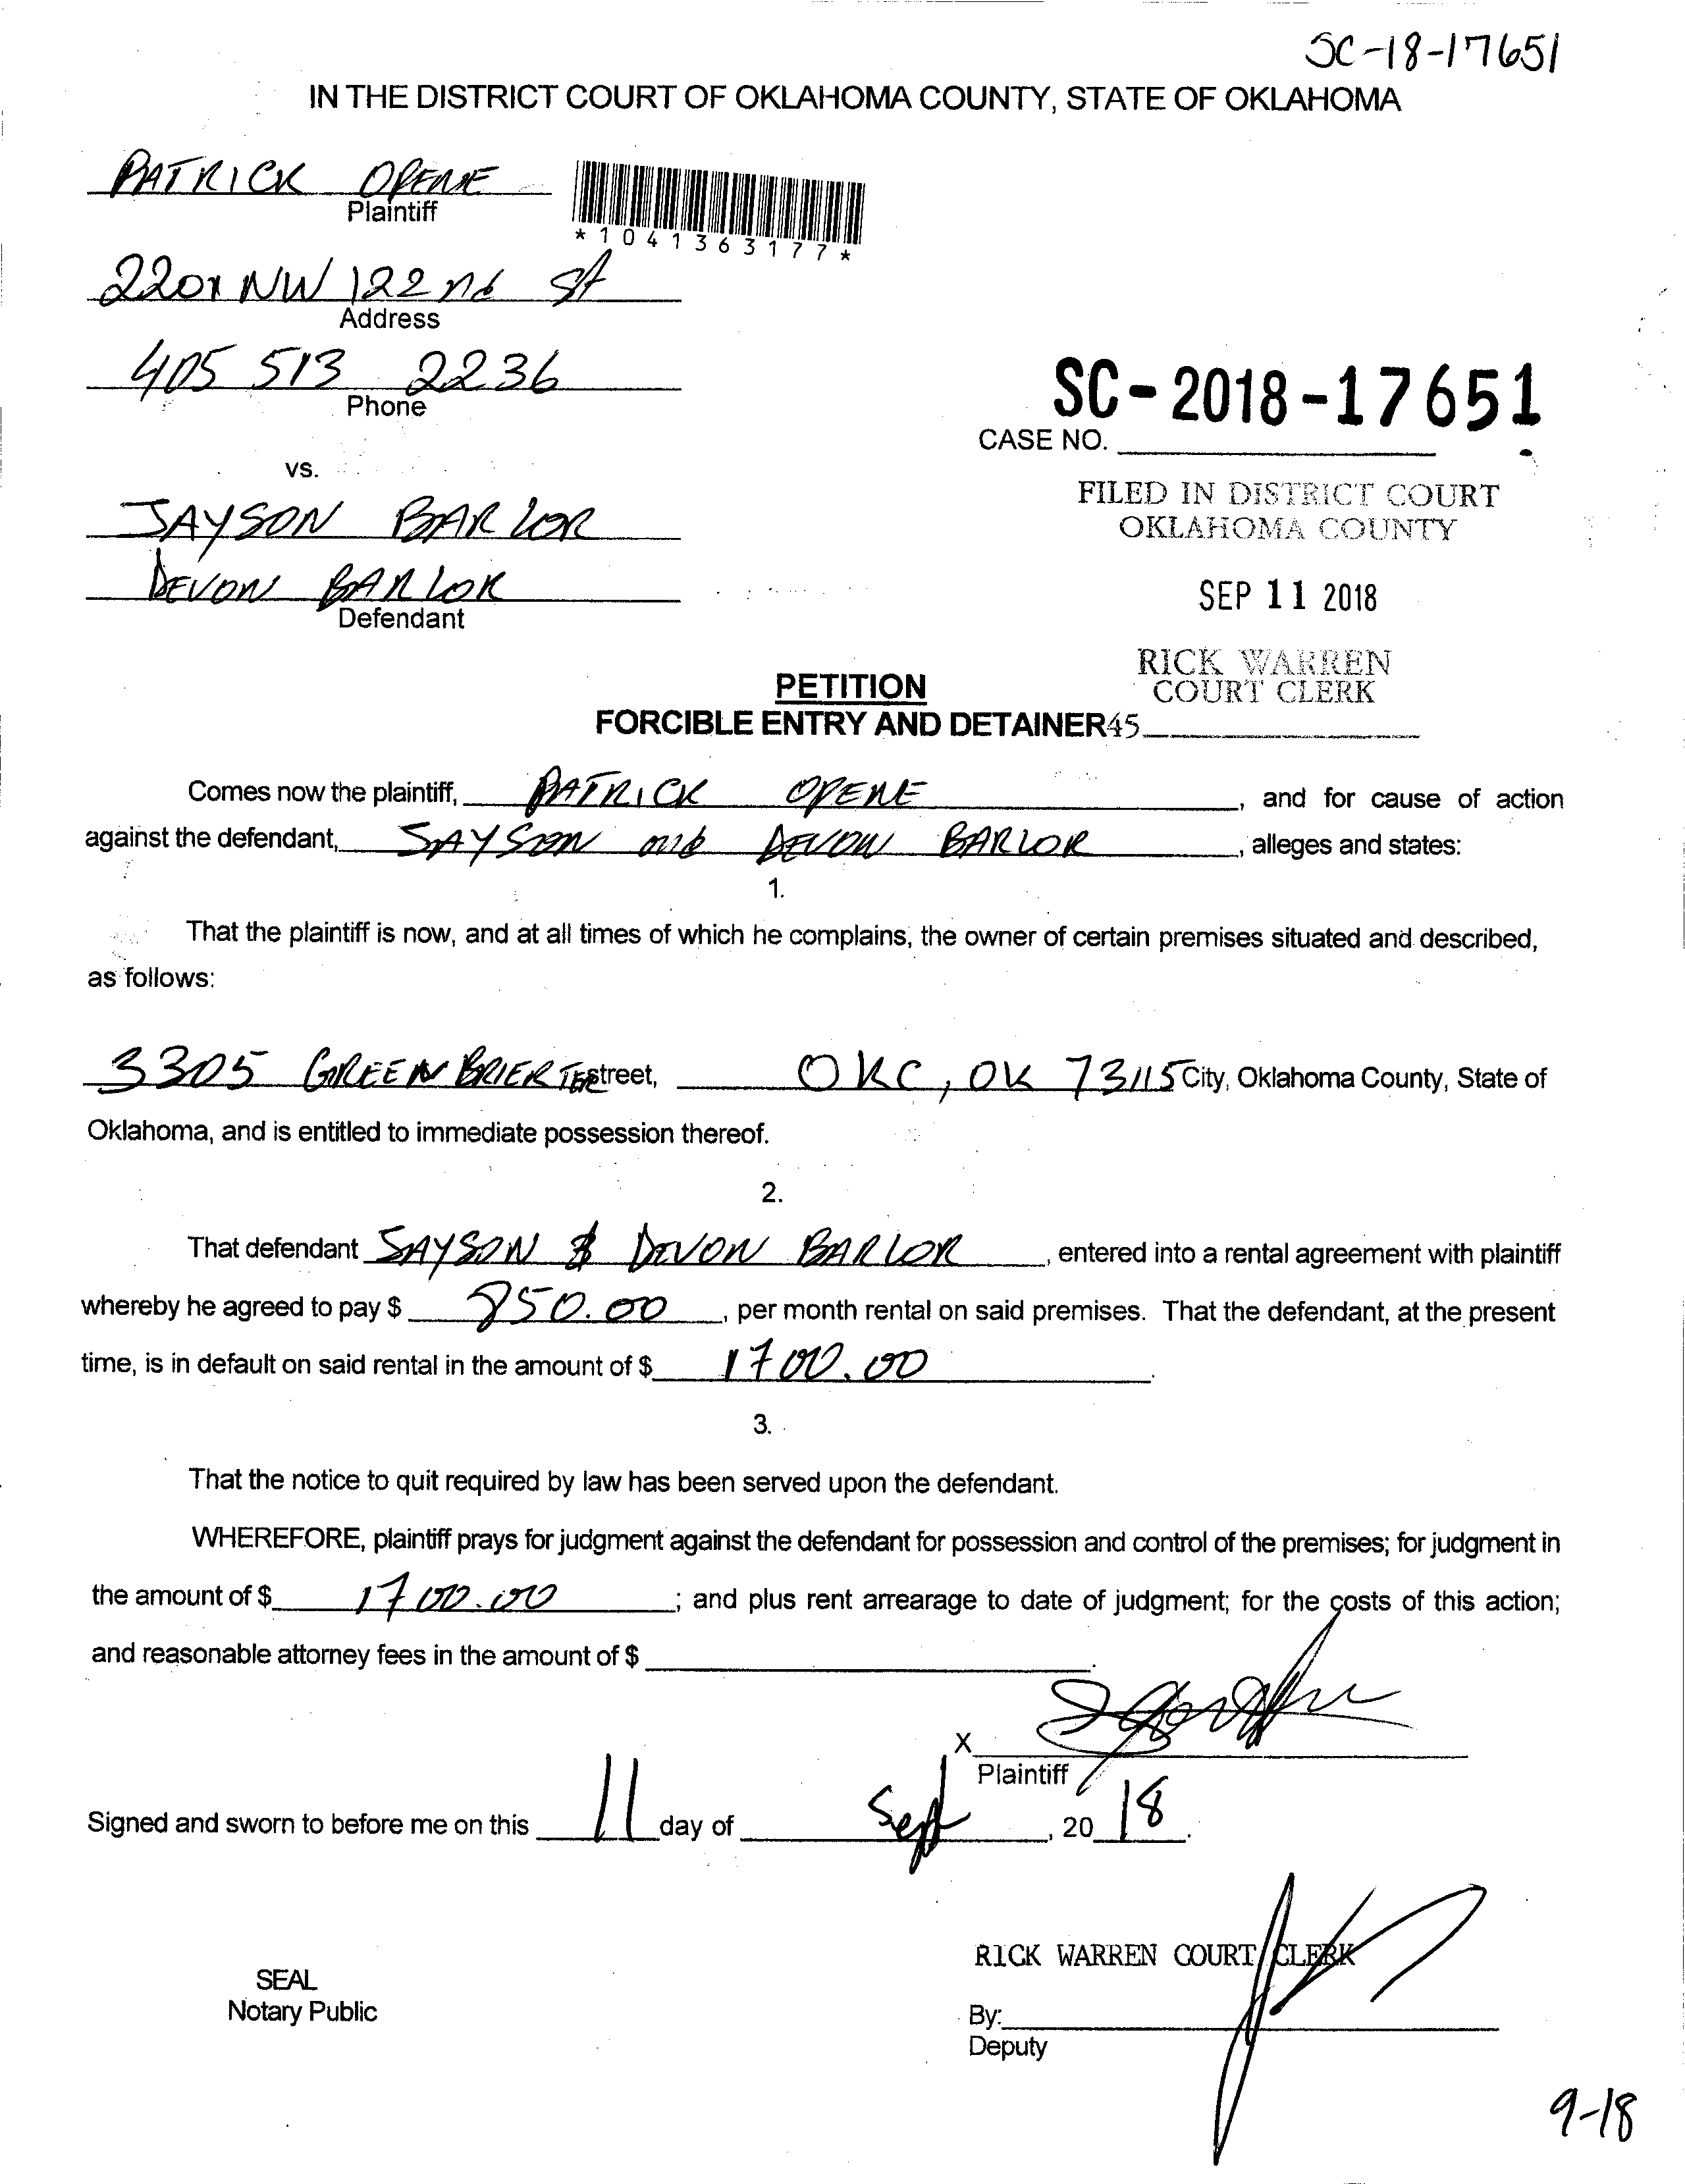 SC-18-17651
IN THE DISTRICT COURT OF OKLAHOMA COUNTY, STATE OF OKLAHOMA
PATRICK OPENE
Plaintiff
*1041363177*
NW 122nd St
Address
405 513 2236
Phone
SC-2018-17651
CASE NO.
vs.
JAYSON BARLOR
DEVON BARLOR
Defendant
FILED IN DISTRICT COURT
OKLAHOMA COUNTY
SEP 11 2018
RICK WARREN
COURT CLERK
PETITION
FORCIBLE ENTRY AND DETAINER 45
Comes now the plaintiff, PATRICK OPENE, and for cause of action
against the defendant, JAYSON and DEVON BARLOR, alleges and states:
1.
That the plaintiff is now, and at all times of which he complains, the owner of certain premises situated and described,
as follows:
3305 GREEN BRIER TER street, OKC, OK 73115 City, Oklahoma County, State of
Oklahoma, and is entitled to immediate possession thereof.
2.
That defendant JAYSON & DEVON BARLOR, entered into a rental agreement with plaintiff
whereby he agreed to pay $ 850.00, per month rental on said premises. That the defendant, at the present
time, is in default on said rental in the amount of $ 1700.00.
3.
That the notice to quit required by law has been served upon the defendant.
WHEREFORE, plaintiff prays for judgment against the defendant for possession and control of the premises; for judgment in
the amount of $ 1700.00; and plus rent arrearage to date of judgment; for the costs of this action;
and reasonable attorney fees in the amount of $
X
Plaintiff
Signed and sworn to before me on this 11 day of Sept, 20 18.
RICK WARREN COURT CLERK
SEAL
Notary Public
By:
Deputy
9-18